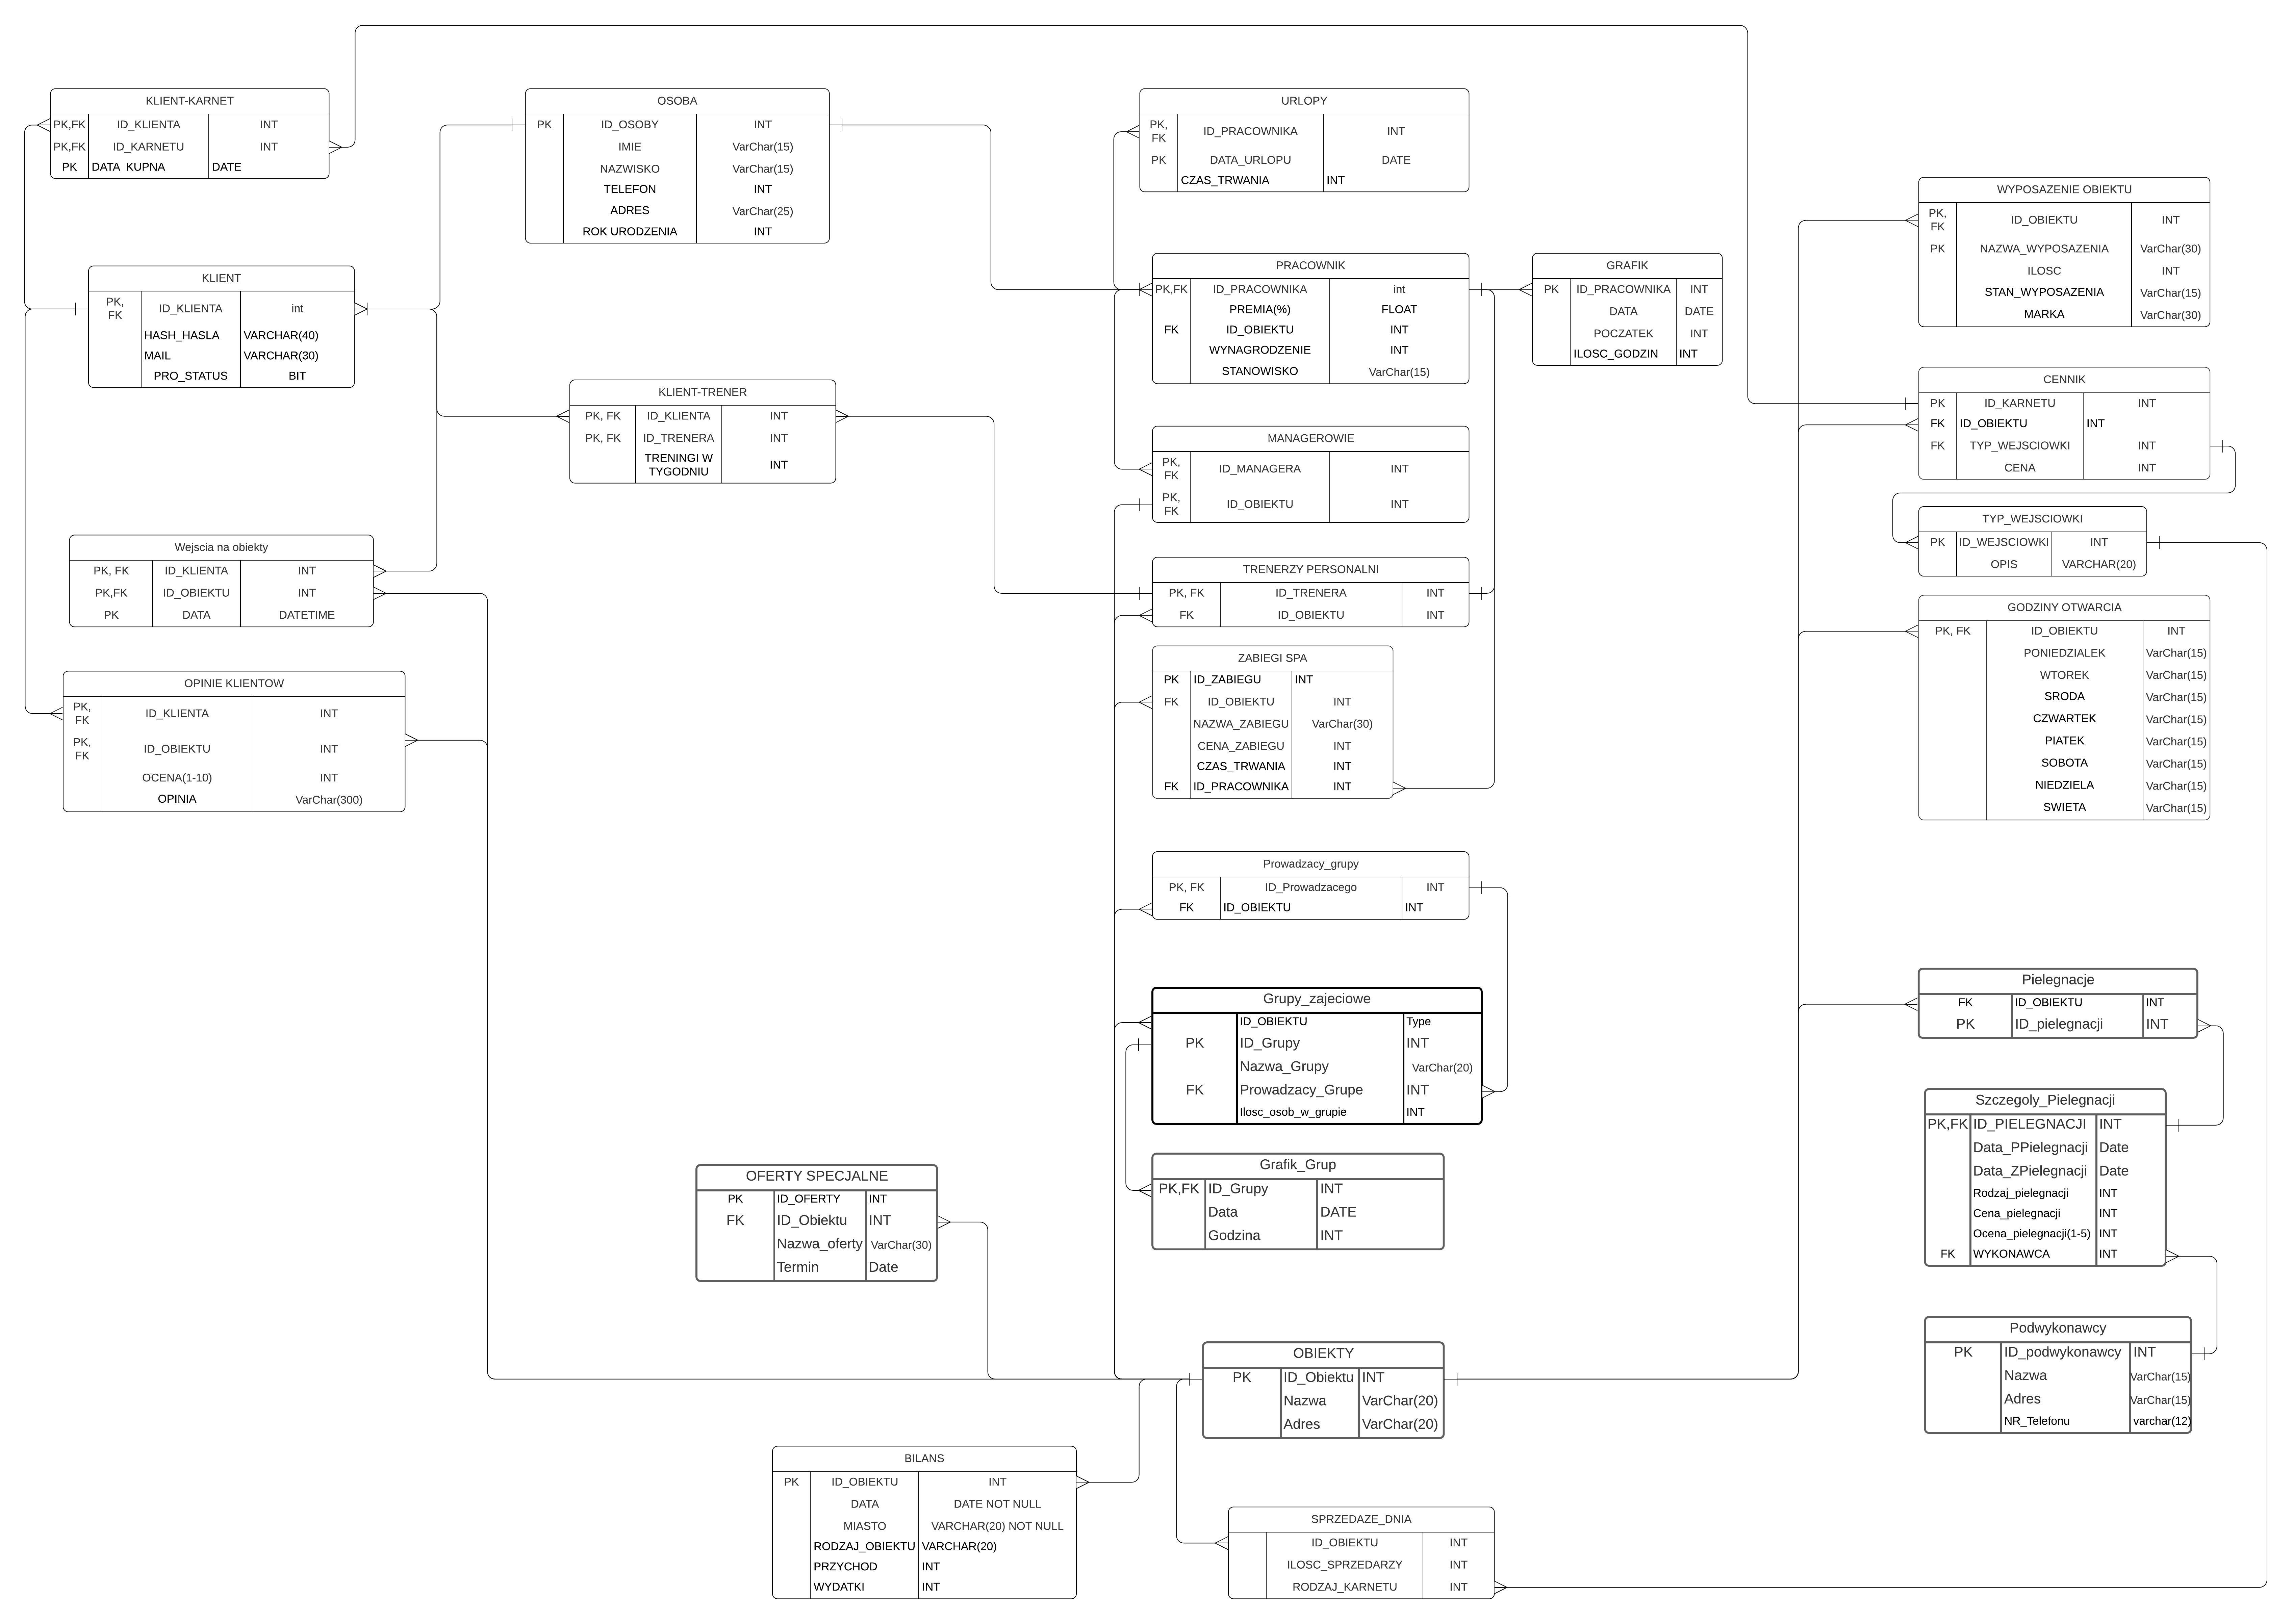 KLIENT-KARNET
PK,FK ID_KLIENTA INT
PK,FK ID_KARNETU INT
PK DATA KUPNA DATE
OSOBA
PK ID_OSOBY INT
IMIE VarChar(15)
NAZWISKO VarChar(15)
TELEFON INT
ADRES VarChar(25)
ROK URODZENIA INT
URLOPY
PK, FK ID_PRACOWNIKA INT
PK DATA_URLOPU DATE
CZAS_TRWANIA INT
WYPOSAZENIE OBIEKTU
PK, FK ID_OBIEKTU INT
PK NAZWA_WYPOSAZENIA VarChar(30)
ILOSC INT
STAN_WYPOSAZENIA VarChar(15)
MARKA VarChar(30)
KLIENT
PK, FK ID_KLIENTA int
HASH_HASLA VARCHAR(40)
MAIL VARCHAR(30)
PRO_STATUS BIT
PRACOWNIK
PK,FK ID_PRACOWNIKA int
PREMIA(%) FLOAT
FK ID_OBIEKTU INT
WYNAGRODZENIE INT
STANOWISKO VarChar(15)
GRAFIK
PK ID_PRACOWNIKA INT
DATA DATE
POCZATEK INT
ILOSC_GODZIN INT
CENNIK
PK ID_KARNETU INT
FK ID_OBIEKTU INT
FK TYP_WEJSCIOWKI INT
CENA INT
KLIENT-TRENER
PK, FK ID_KLIENTA INT
PK, FK ID_TRENERA INT
TRENINGI W
TYGODNIU INT
MANAGEROWIE
PK, FK ID_MANAGERA INT
PK, FK ID_OBIEKTU INT
TYP_WEJSCIOWKI
PK ID_WEJSCIOWKI INT
OPIS VARCHAR(20)
Wejscia na obiekty
PK, FK ID_KLIENTA INT
PK,FK ID_OBIEKTU INT
PK DATA DATETIME
TRENERZY PERSONALNI
PK, FK ID_TRENERA INT
FK ID_OBIEKTU INT
GODZINY OTWARCIA
PK, FK ID_OBIEKTU INT
PONIEDZIALEK VarChar(15)
WTOREK VarChar(15)
SRODA VarChar(15)
CZWARTEK VarChar(15)
PIATEK VarChar(15)
SOBOTA VarChar(15)
NIEDZIELA VarChar(15)
SWIETA VarChar(15)
OPINIE KLIENTOW
PK, FK ID_KLIENTA INT
PK, FK ID_OBIEKTU INT
OCENA(1-10) INT
OPINIA VarChar(300)
ZABIEGI SPA
PK ID_ZABIEGU INT
FK ID_OBIEKTU INT
NAZWA_ZABIEGU VarChar(30)
CENA_ZABIEGU INT
CZAS_TRWANIA INT
FK ID_PRACOWNIKA INT
Prowadzacy_grupy
PK, FK ID_Prowadzacego INT
FK ID_OBIEKTU INT
Grupy_zajeciowe
ID_OBIEKTU Type
PK ID_Grupy INT
Nazwa_Grupy VarChar(20)
FK Prowadzacy_Grupe INT
Ilosc_osob_w_grupie INT
Pielegnacje
FK ID_OBIEKTU INT
PK ID_pielegnacji INT
Szczegoly_Pielegnacji
PK,FK ID_PIELEGNACJI INT
Data_PPielegnacji Date
Data_ZPielegnacji Date
Rodzaj_pielegnacji INT
Cena_pielegnacji INT
Ocena_pielegnacji(1-5) INT
FK WYKONAWCA INT
Grafik_Grup
PK,FK ID_Grupy INT
Data DATE
Godzina INT
OFERTY SPECJALNE
PK ID_OFERTY INT
FK ID_Obiektu INT
Nazwa_oferty VarChar(30)
Termin Date
Podwykonawcy
PK ID_podwykonawcy INT
Nazwa VarChar(15)
Adres VarChar(15)
NR_Telefonu varchar(12)
OBIEKTY
PK ID_Obiektu INT
Nazwa VarChar(20)
Adres VarChar(20)
BILANS
PK ID_OBIEKTU INT
DATA DATE NOT NULL
MIASTO VARCHAR(20) NOT NULL
RODZAJ_OBIEKTU VARCHAR(20)
PRZYCHOD INT
WYDATKI INT
SPRZEDAZE_DNIA
ID_OBIEKTU INT
ILOSC_SPRZEDARZY INT
RODZAJ_KARNETU INT